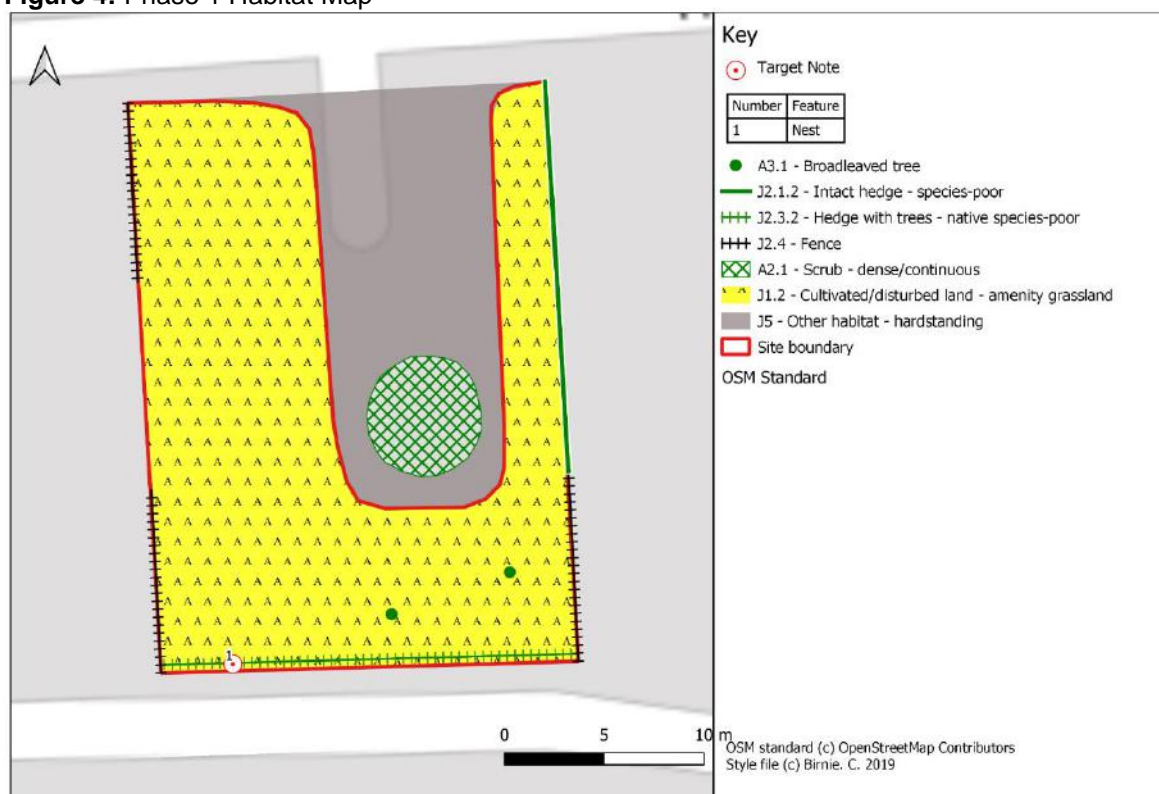 Figure 4: Phase 1 Habitat Map
Key
Target Note
Number Feature
1 Nest
A3.1 - Broadleaved tree
J2.1.2 - Intact hedge - species-poor
J2.3.2 - Hedge with trees - native species-poor
J2.4 - Fence
A2.1 - Scrub - dense/continuous
J1.2 - Cultivated/disturbed land - amenity grassland
J5 - Other habitat - hardstanding
Site boundary
OSM Standard
1
0 5 10 m
OSM standard (c) OpenStreetMap Contributors
Style file (c) Birnie. C. 2019